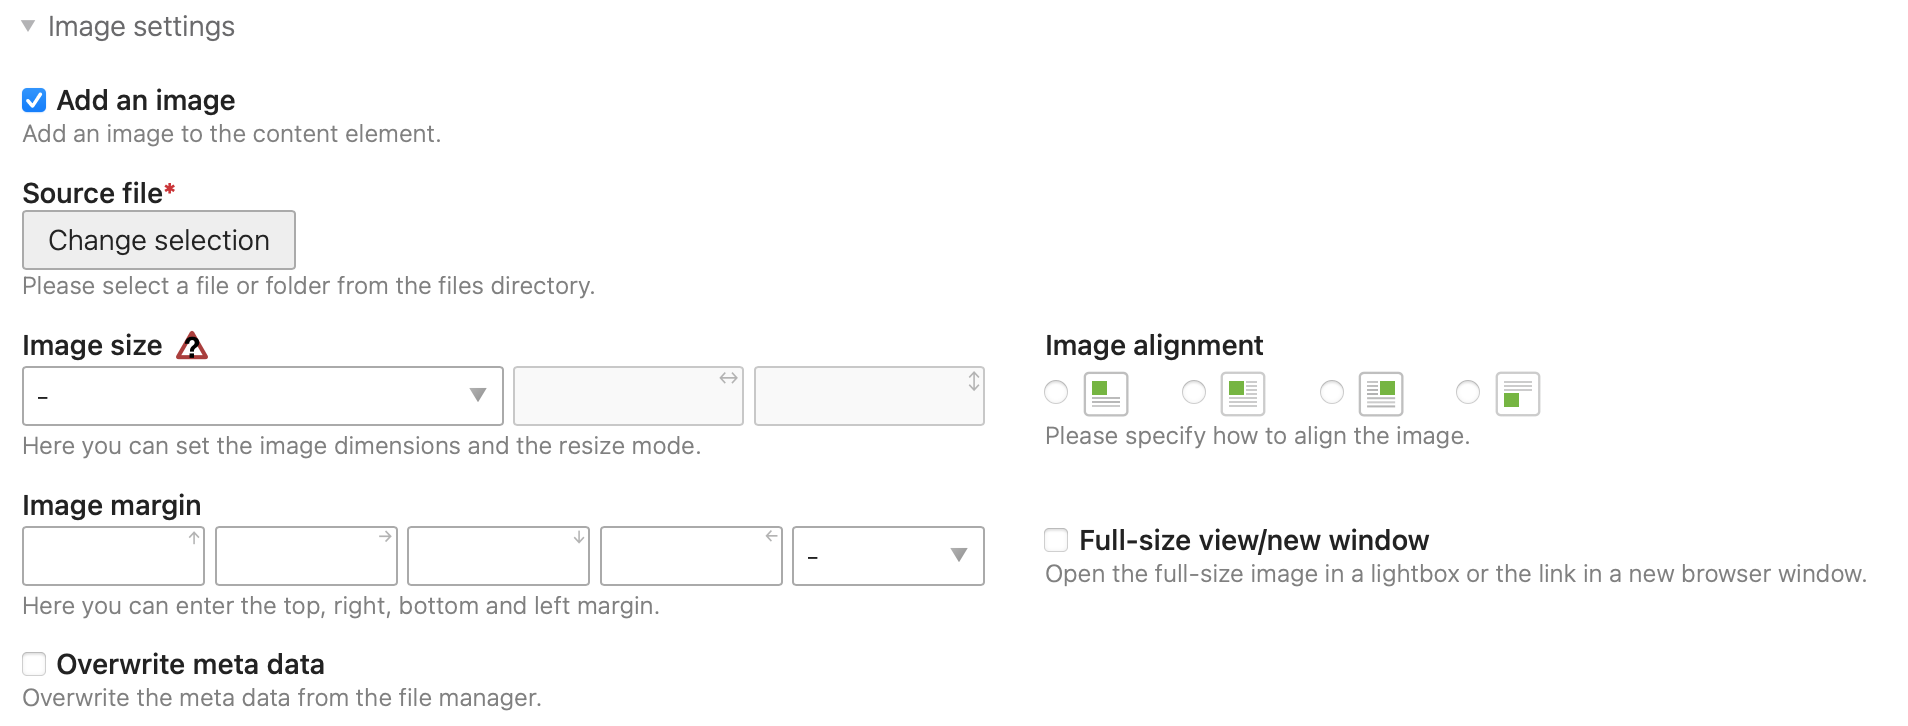 Image settings
Add an image
Add an image to the content element.
Source file*
Change selection
Please select a file or folder from the files directory.
Image size
-
Here you can set the image dimensions and the resize mode.
Image alignment
Please specify how to align the image.
Image margin
-
Here you can enter the top, right, bottom and left margin.
Full-size view/new window
Open the full-size image in a lightbox or the link in a new browser window.
Overwrite meta data
Overwrite the meta data from the file manager.